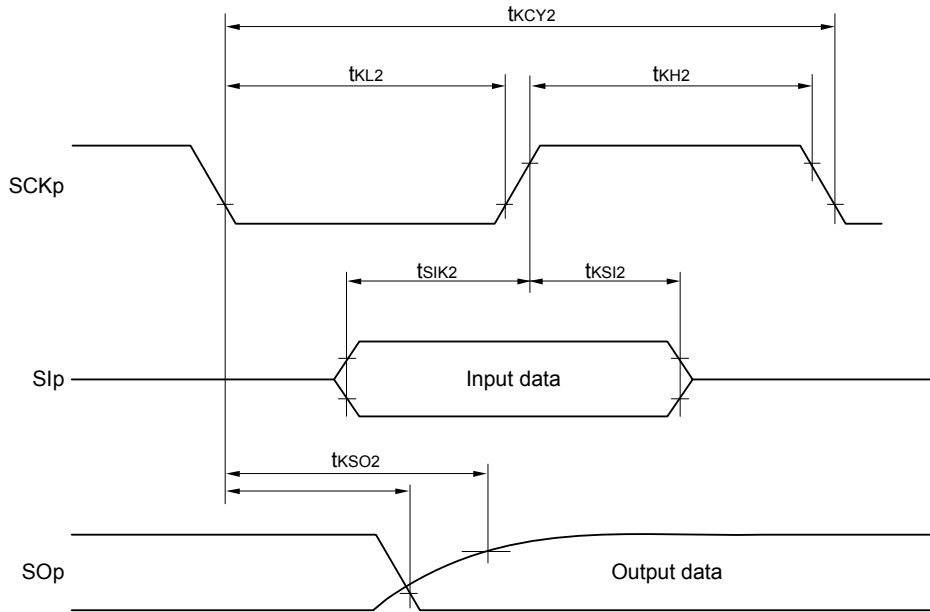 tKCY2
tKL2
tKH2
SCKp
tSIK2
tKSI2
SIp
Input data
tKSO2
SOp
Output data